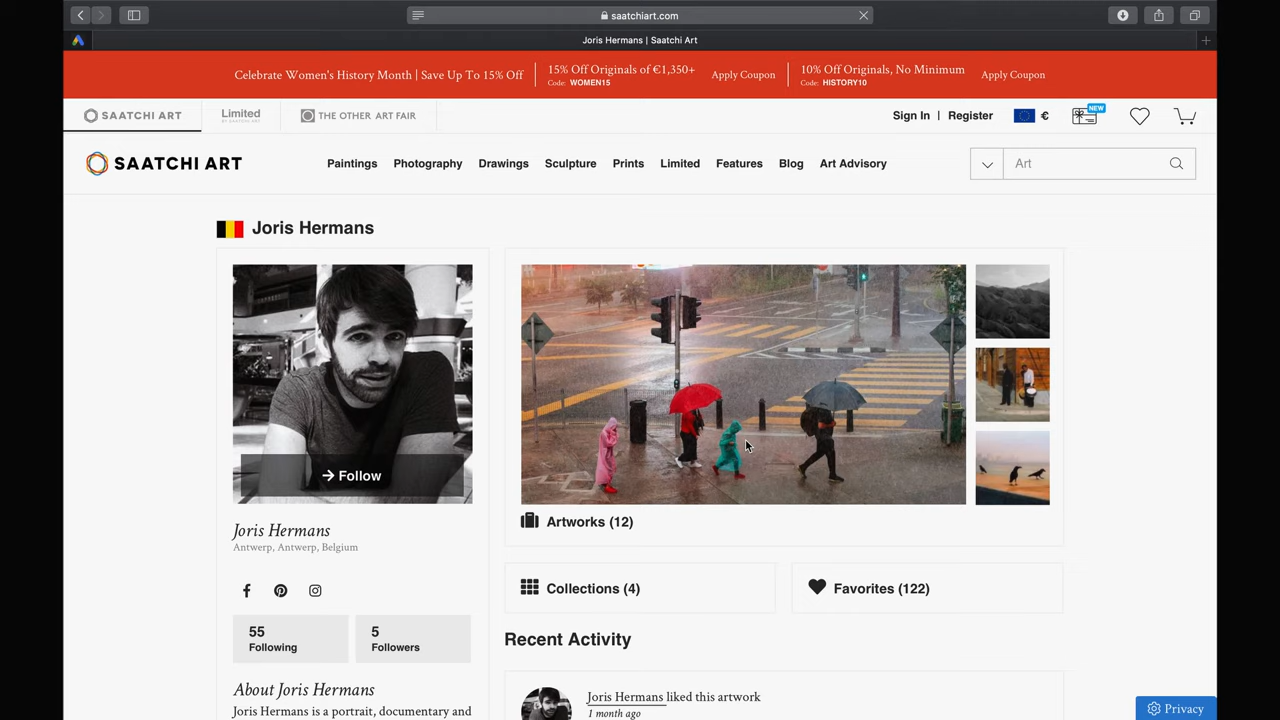 saatchiart.com
Joris Hermans | Saatchi Art
Celebrate Women's History Month | Save Up To 15% Off
15% Off Originals of €1,350+
Code: WOMEN15
Apply Coupon
10% Off Originals, No Minimum
Code: HISTORY10
Apply Coupon
SAATCHI ART
Limited
BY SAATCHI ART
THE OTHER ART FAIR
Sign In | Register
€
NEW
SAATCHI ART
Paintings Photography Drawings Sculpture Prints Limited Features Blog Art Advisory
Art
Joris Hermans
Follow
Joris Hermans
Antwerp, Antwerp, Belgium
55
Following
5
Followers
About Joris Hermans
Joris Hermans is a portrait, documentary and
Artworks (12)
Collections (4)
Favorites (122)
Recent Activity
Joris Hermans liked this artwork
1 month ago
Privacy